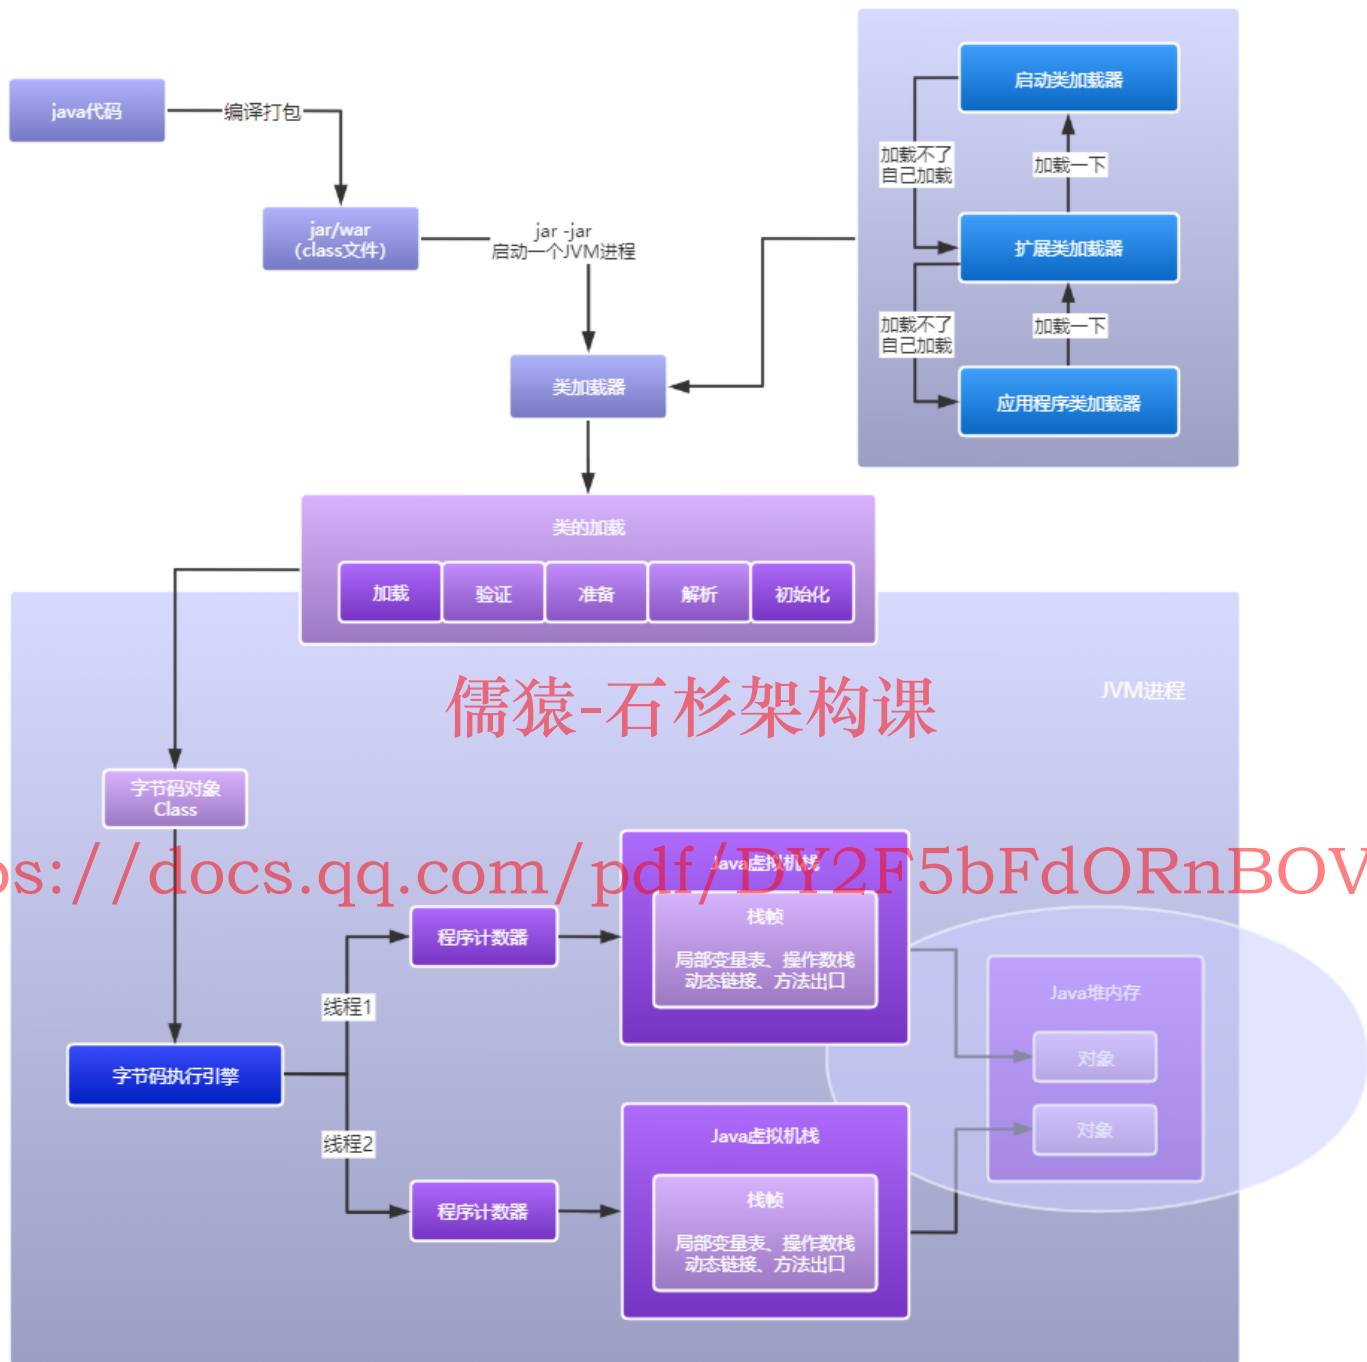 java代码
编译打包
jar/war
（class文件）
jar -jar
启动一个JVM进程
启动类加载器
加载不了
自己加载
加载一下
扩展类加载器
加载不了
自己加载
加载一下
应用程序类加载器
类加载器
类的加载
加载
验证
准备
解析
初始化
JVM进程
儒猿-石杉架构课
字节码对象
Class
ps://docs.qq.com/pdf/DY2F5bFdORnBOV
Java虚拟机栈
栈帧
局部变量表、操作数栈
动态链接、方法出口
程序计数器
线程1
Java堆内存
对象
对象
字节码执行引擎
线程2
程序计数器
Java虚拟机栈
栈帧
局部变量表、操作数栈
动态链接、方法出口